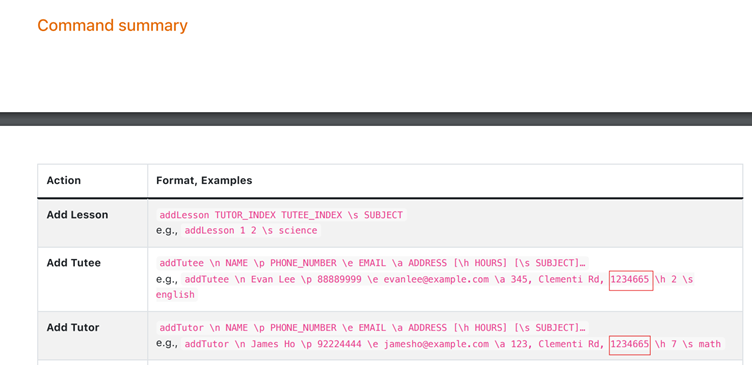 Command summary
Action Format, Examples
Add Lesson addLesson TUTOR_INDEX TUTEE_INDEX \s SUBJECT
e.g., addLesson 1 2 \s science
Add Tutee addTutee \n NAME \p PHONE_NUMBER \e EMAIL \a ADDRESS [\h HOURS] [\s SUBJECT]…
e.g., addTutee \n Evan Lee \p 88889999 \e evanlee@example.com \a 345, Clementi Rd, 1234665 \h 2 \s
english
Add Tutor addTutor \n NAME \p PHONE_NUMBER \e EMAIL \a ADDRESS [\h HOURS] [\s SUBJECT]…
e.g., addTutor \n James Ho \p 92224444 \e jamesho@example.com \a 123, Clementi Rd, 1234665 \h 7 \s math